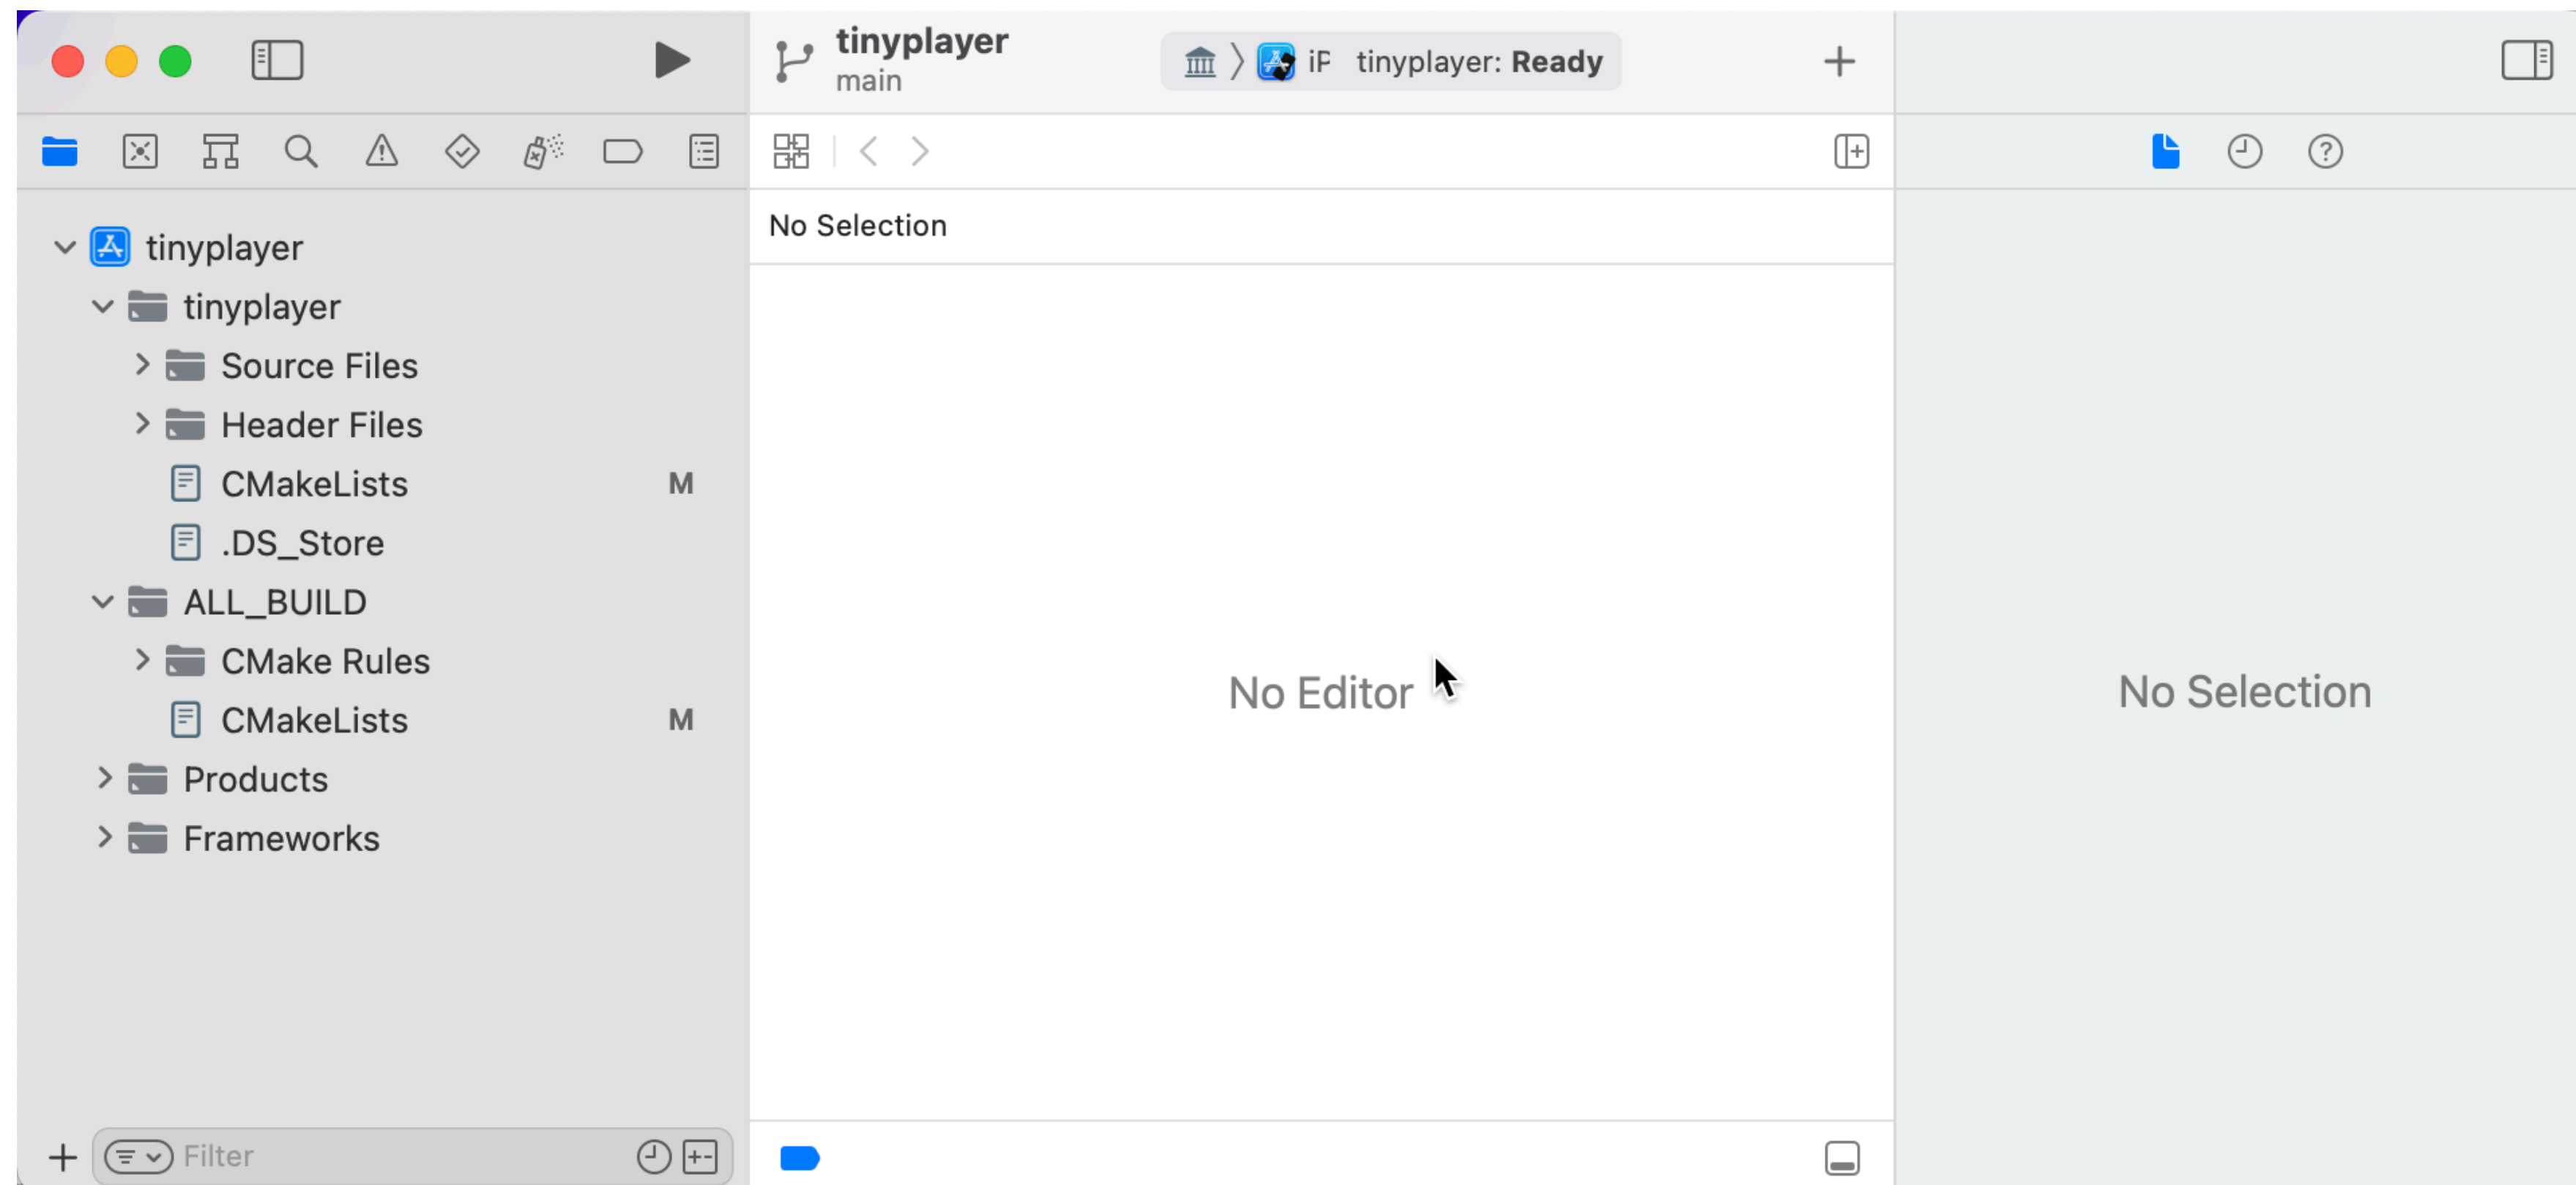 tinyplayer
main
iP
tinyplayer: Ready
No Selection
tinyplayer
tinyplayer
Source Files
Header Files
CMakeLists M
.DS_Store
ALL_BUILD
CMake Rules
CMakeLists M
Products
Frameworks
Filter
No Editor
No Selection